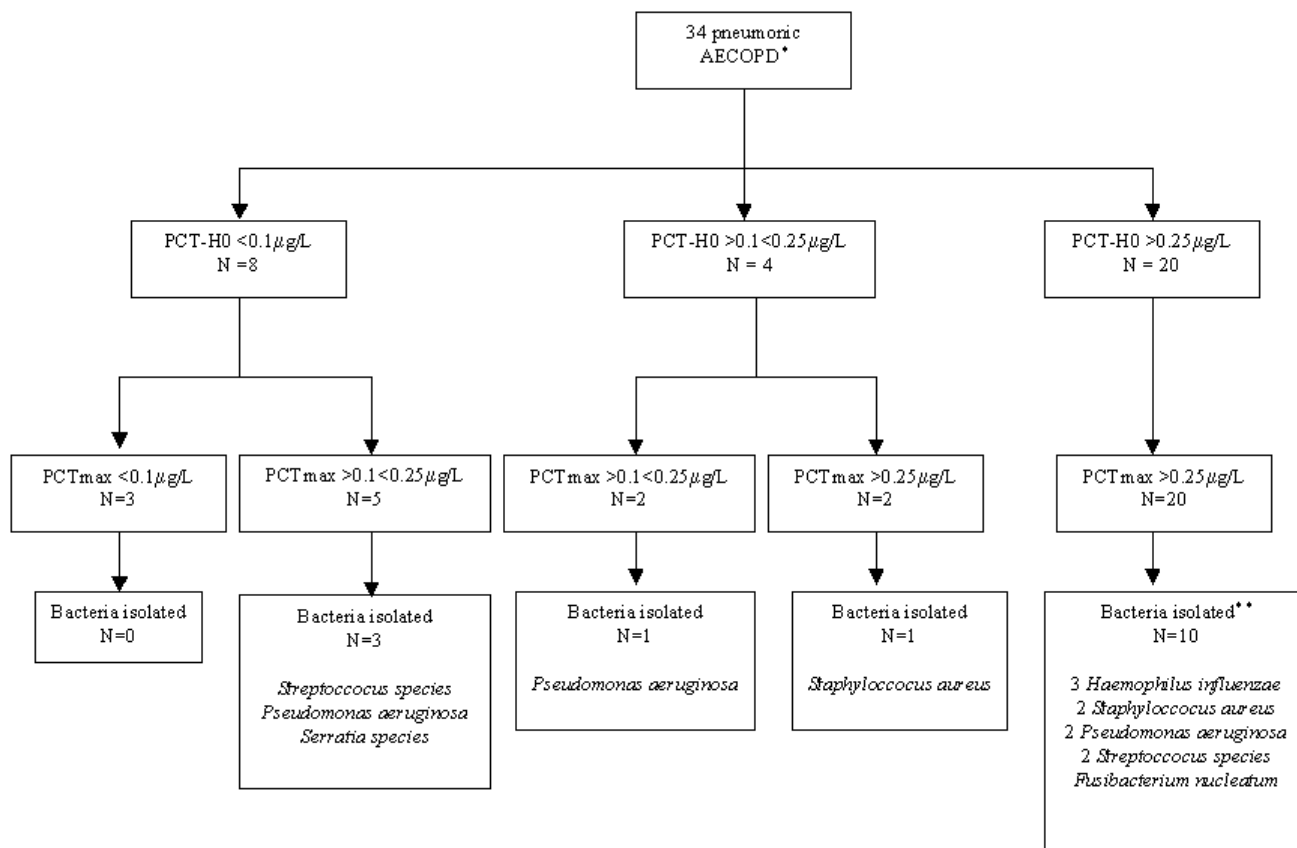 34 pneumonic
AECOPD*
PCT-H0 <0.1µg/L
N =8
PCT-H0 >0.1<0.25µg/L
N = 4
PCT-H0 >0.25µg/L
N = 20
PCTmax <0.1µg/L
N=3
PCTmax >0.1<0.25µg/L
N=5
PCTmax >0.1<0.25µg/L
N=2
PCTmax >0.25µg/L
N=2
PCTmax >0.25µg/L
N=20
Bacteria isolated
N=0
Bacteria isolated
N=3
Streptoccocus species
Pseudomonas aeruginosa
Serratia species
Bacteria isolated
N=1
Pseudomonas aeruginosa
Bacteria isolated
N=1
Staphyloccocus aureus
Bacteria isolated**
N=10
3 Haemophilus influenzae
2 Staphyloccocus aureus
2 Pseudomonas aeruginosa
2 Streptoccocus species
Fusibacterium nucleatum